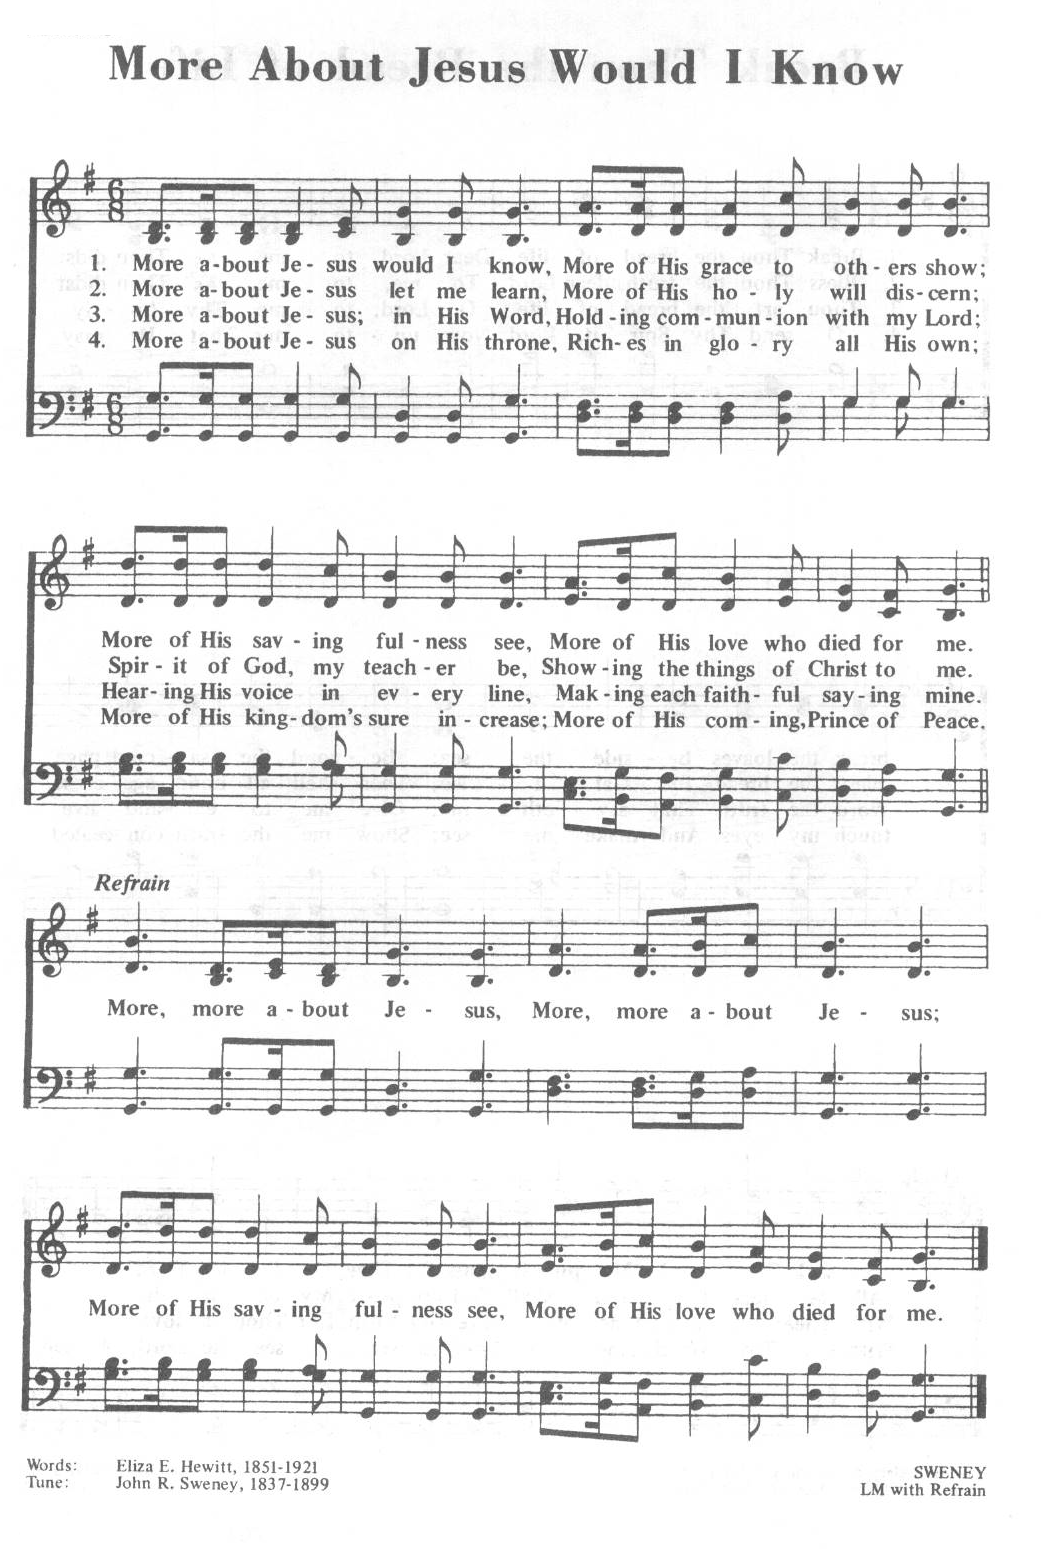 More About Jesus Would I Know
1. More a-bout Je-sus would I know, More of His grace to oth-ers show;
2. More a-bout Je-sus let me learn, More of His ho-ly will dis-cern;
3. More a-bout Je-sus; in His Word, Hold-ing com-mun-ion with my Lord;
4. More a-bout Je-sus on His throne, Rich-es in glo-ry all His own;
More of His sav-ing ful-ness see, More of His love who died for me.
Spir-it of God, my teach-er be, Show-ing the things of Christ to me.
Hear-ing His voice in ev-ery line, Mak-ing each faith-ful say-ing mine.
More of His king-dom's sure in-crease; More of His com-ing, Prince of Peace.
Refrain
More, more a-bout Je-sus, More, more a-bout Je-sus;
More of His sav-ing ful-ness see, More of His love who died for me.
Words: Eliza E. Hewitt, 1851-1921
Tune: John R. Sweney, 1837-1899
SWENEY
LM with Refrain